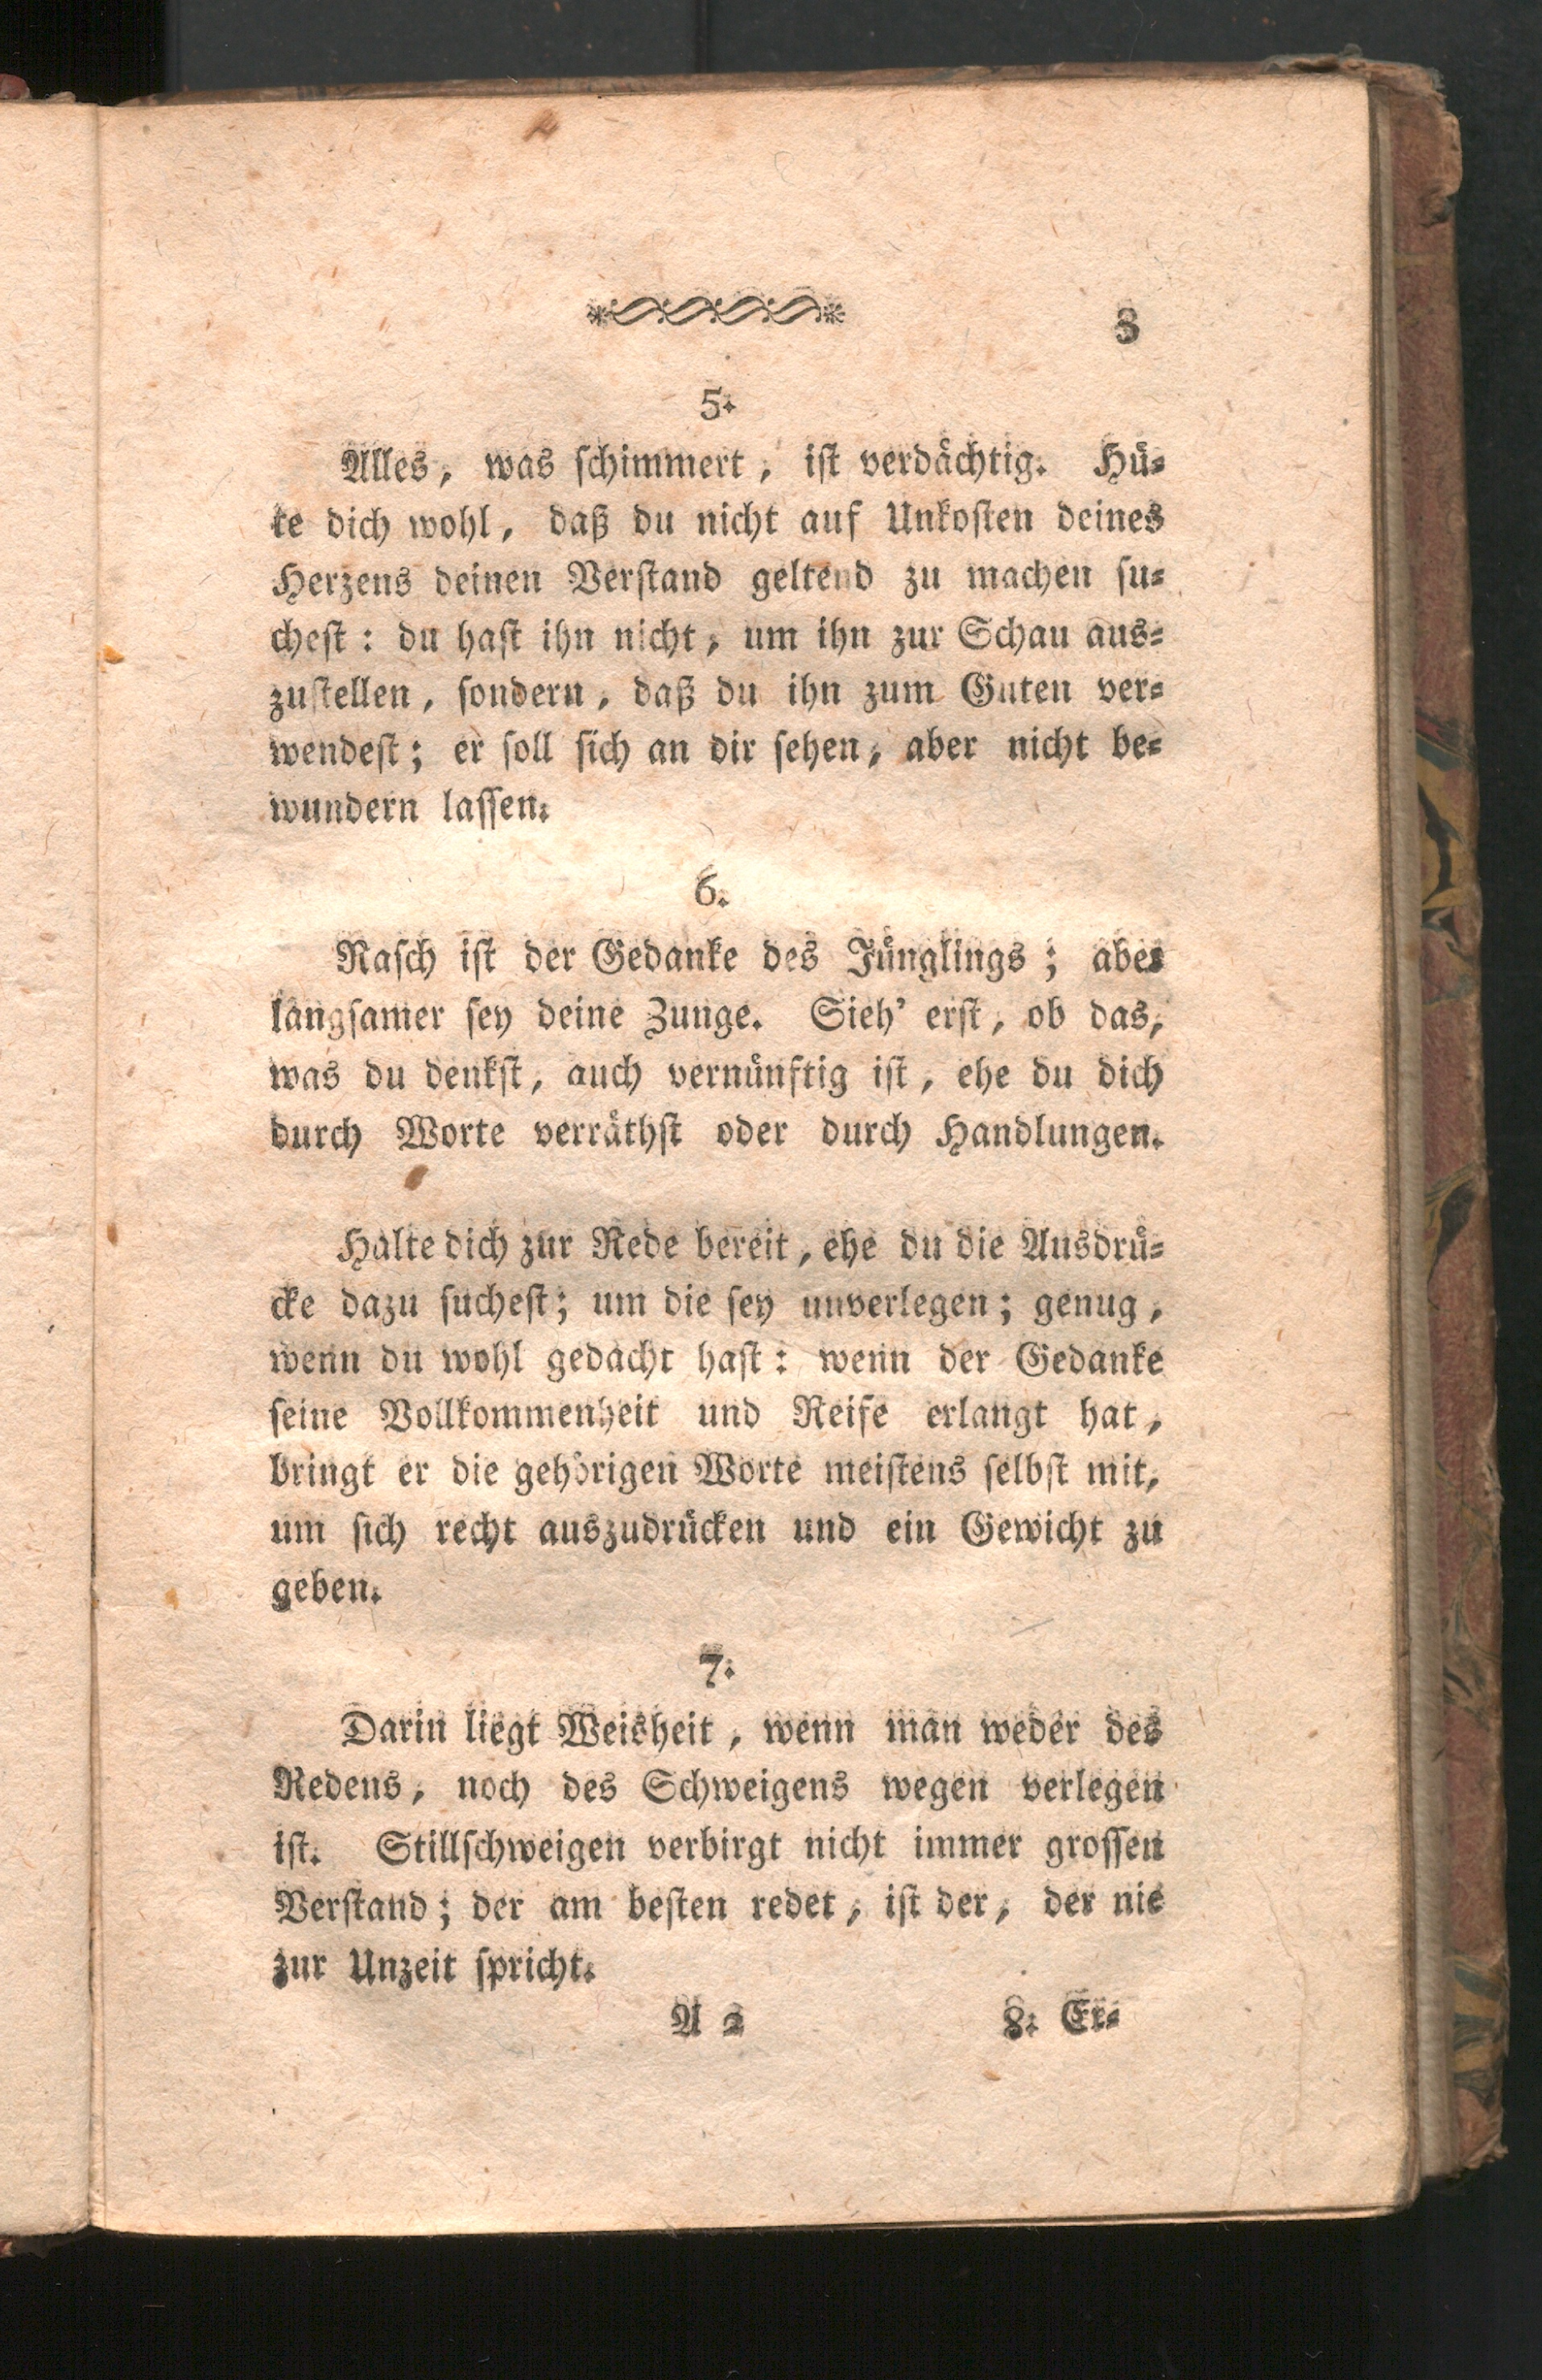 3
5.
Alles, was schimmert, ist verdächtig. Hü-
te dich wohl, daß du nicht auf Unkosten deines
Herzens deinen Verstand geltend zu machen su-
chest: du hast ihn nicht, um ihn zur Schau aus-
zustellen, sondern, daß du ihn zum Guten ver-
wendest; er soll sich an dir sehen, aber nicht be-
wundern lassen.
6.
Rasch ist der Gedanke des Jünglings; aber
langsamer sey deine Zunge. Sieh' erst, ob das,
was du denkst, auch vernünftig ist, ehe du dich
durch Worte verräthst oder durch Handlungen.
Halte dich zur Rede bereit, ehe du die Ausdrü-
cke dazu suchest; um die sey unverlegen; genug,
wenn du wohl gedacht hast: wenn der Gedanke
seine Vollkommenheit und Reife erlangt hat,
bringt er die gehörigen Worte meistens selbst mit,
um sich recht auszudrücken und ein Gewicht zu
geben.
7.
Darin liegt Weisheit, wenn man weder des
Redens, noch des Schweigens wegen verlegen
ist. Stillschweigen verbirgt nicht immer grossen
Verstand; der am besten redet, ist der, der nie
zur Unzeit spricht.
A 2 8. Er-